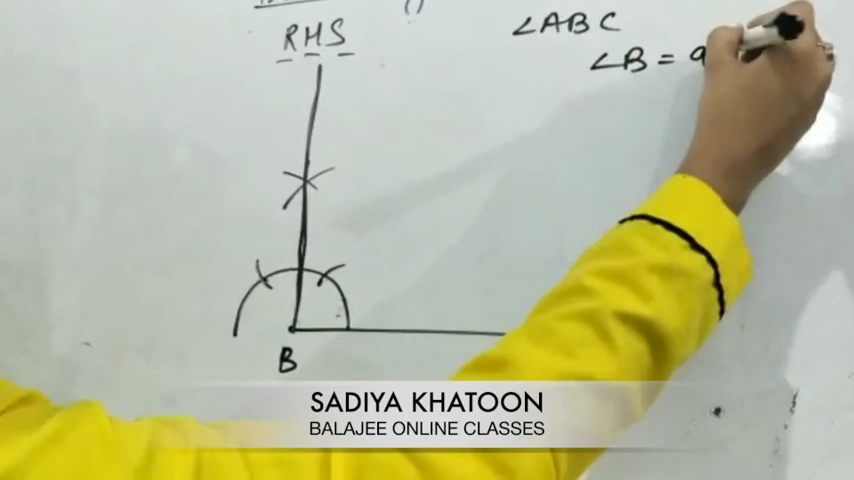 RHS
∠ABC
∠B = 9
B
SADIYA KHATOON
BALAJEE ONLINE CLASSES